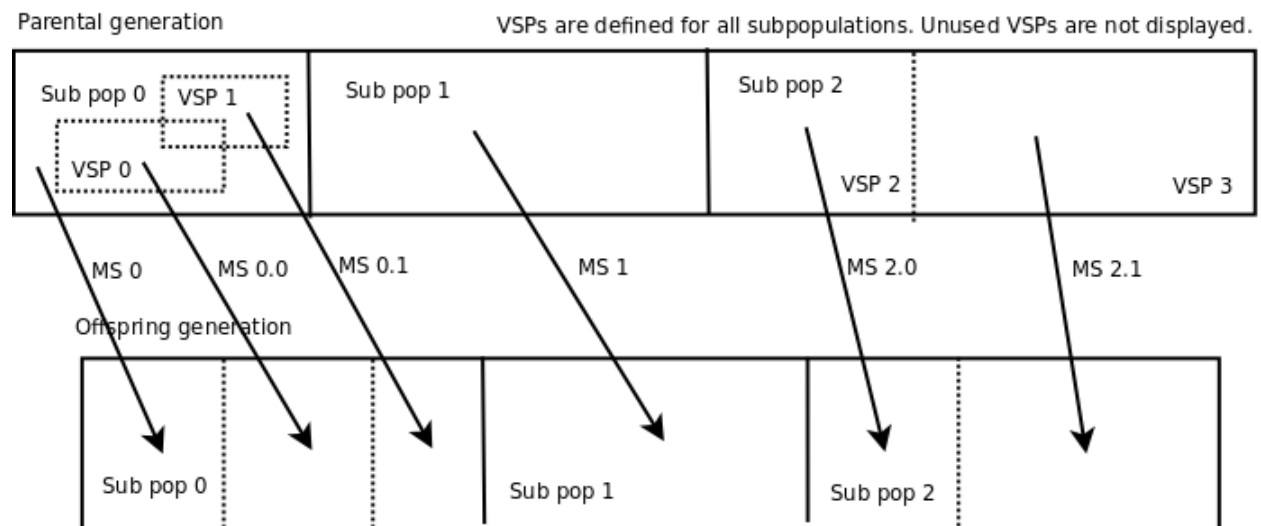 Parental generation
VSPs are defined for all subpopulations. Unused VSPs are not displayed.
Sub pop 0
VSP 1
VSP 0
Sub pop 1
Sub pop 2
VSP 2
VSP 3
MS 0
MS 0.0
MS 0.1
MS 1
MS 2.0
MS 2.1
Offspring generation
Sub pop 0
Sub pop 1
Sub pop 2